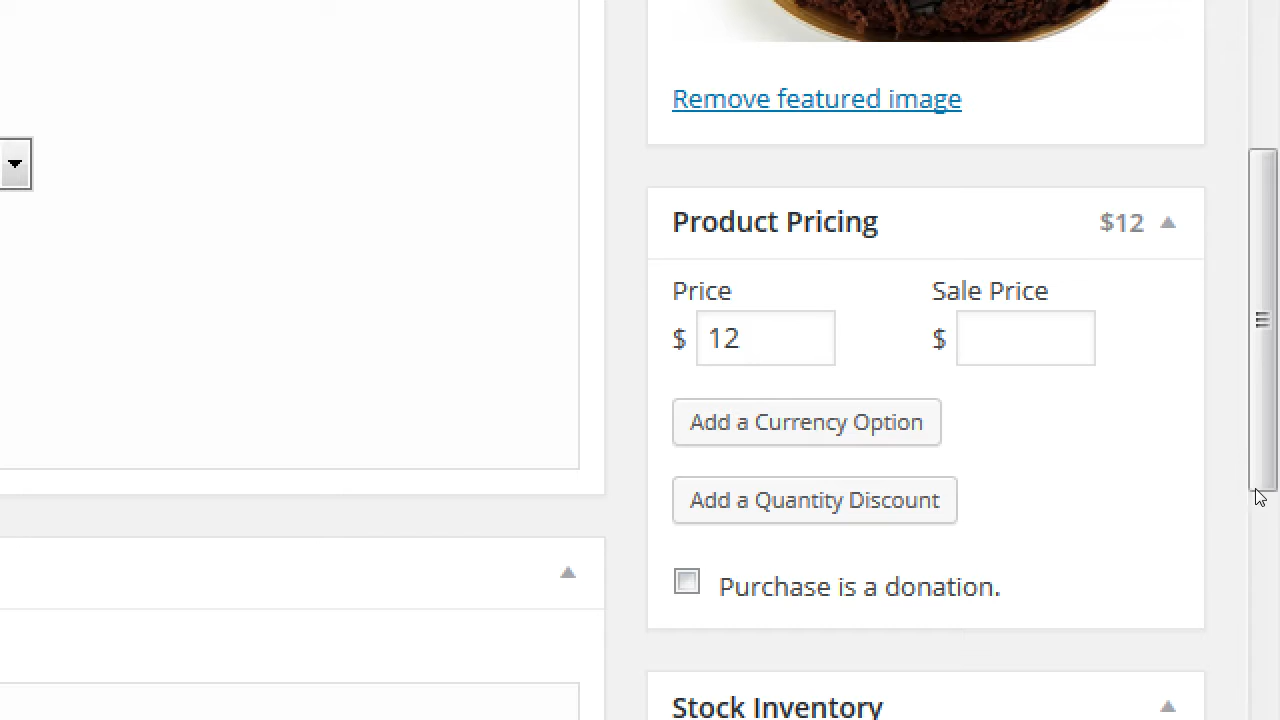 Remove featured image
Product Pricing $12
Price Sale Price
$ 12 $
Add a Currency Option
Add a Quantity Discount
Purchase is a donation.
Stock Inventory